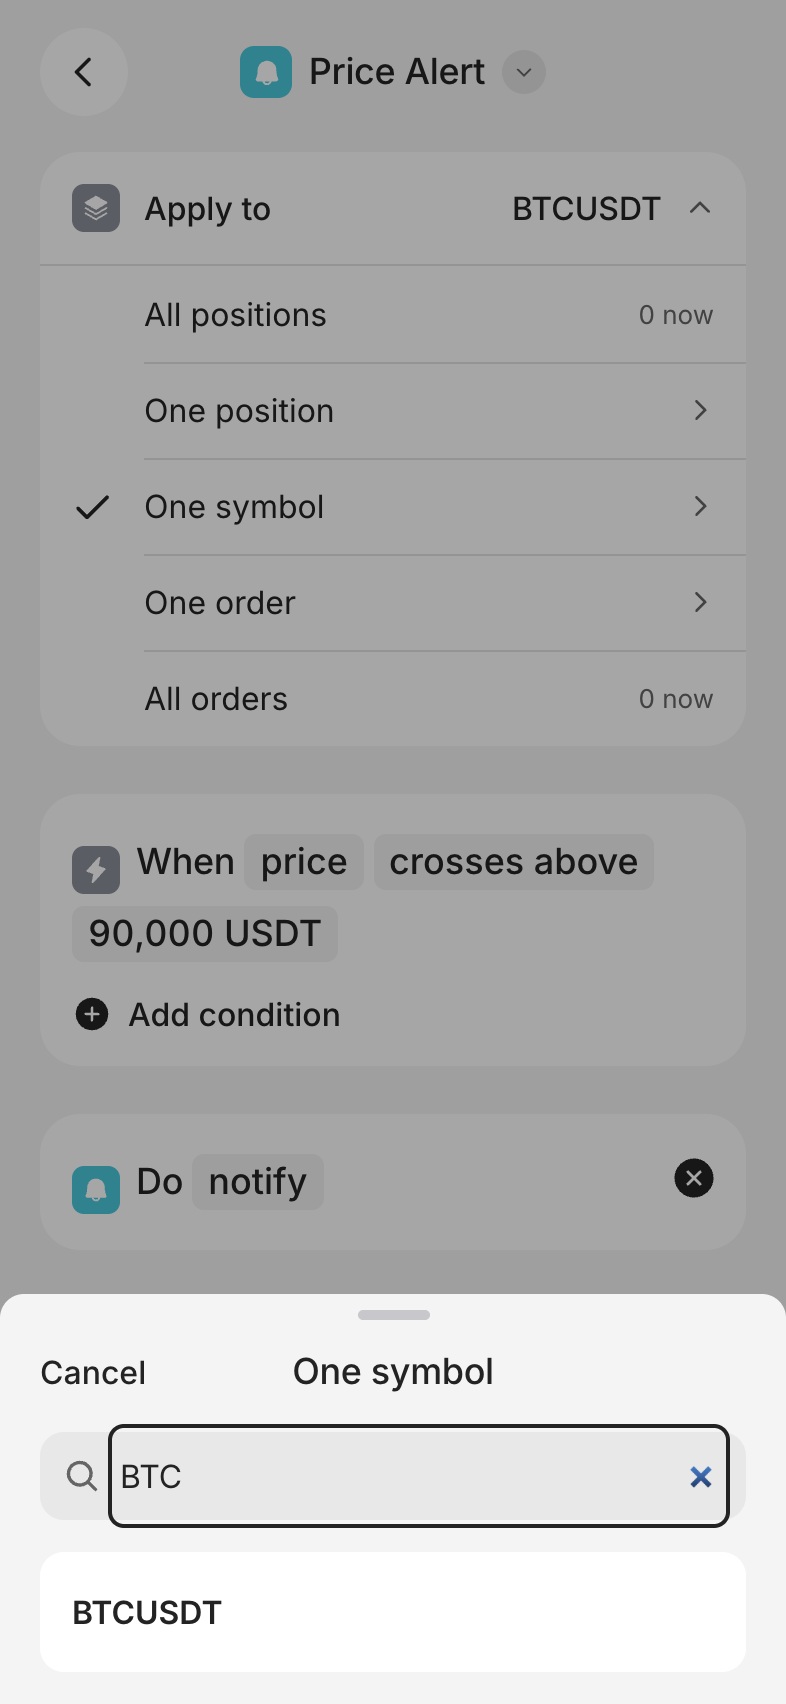 Price Alert
Apply to BTCUSDT
All positions 0 now
One position
One symbol
One order
All orders 0 now
When price crosses above
90,000 USDT
Add condition
Do notify
Cancel One symbol
BTC
BTCUSDT